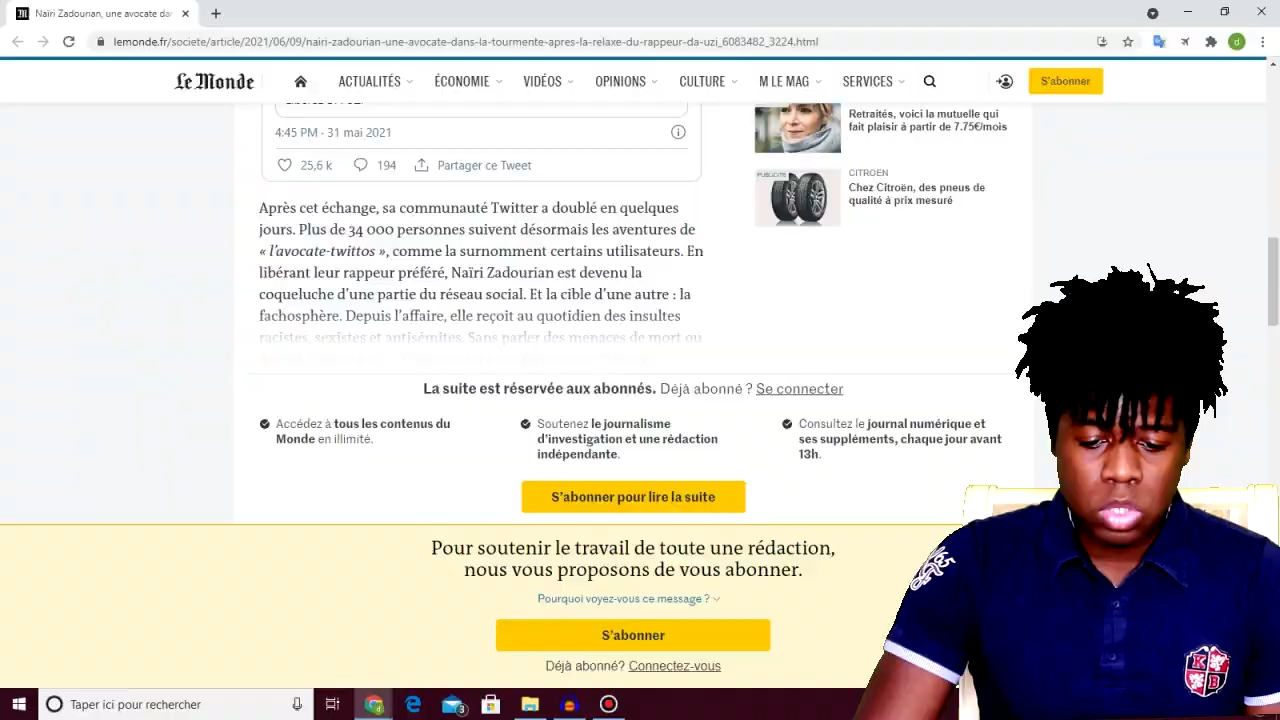 Naïri Zadourian, une avocate dan
lemonde.fr/societe/article/2021/06/09/nairi-zadourian-une-avocate-dans-la-tourmente-apres-la-relaxe-du-rappeur-da-uzi_6083482_3224.html
Le Monde
ACTUALITÉS
ÉCONOMIE
VIDÉOS
OPINIONS
CULTURE
M LE MAG
SERVICES
S'abonner
4:45 PM · 31 mai 2021
25,6 k
194
Partager ce Tweet
Après cet échange, sa communauté Twitter a doublé en quelques
jours. Plus de 34 000 personnes suivent désormais les aventures de
« l'avocate-twittos », comme la surnomment certains utilisateurs. En
libérant leur rappeur préféré, Naïri Zadourian est devenu la
coqueluche d'une partie du réseau social. Et la cible d'une autre : la
fachosphère. Depuis l'affaire, elle reçoit au quotidien des insultes
racistes, sexistes et antisémites. Sans parler des menaces de mort ou
Retraités, voici la mutuelle qui
fait plaisir à partir de 7.75€/mois
PUBLICITÉ
CITROEN
Chez Citroën, des pneus de
qualité à prix mesuré
La suite est réservée aux abonnés. Déjà abonné ? Se connecter
Accédez à tous les contenus du
Monde en illimité.
Soutenez le journalisme
d'investigation et une rédaction
indépendante.
Consultez le journal numérique et
ses suppléments, chaque jour avant
13h.
S'abonner pour lire la suite
Pour soutenir le travail de toute une rédaction,
nous vous proposons de vous abonner.
Pourquoi voyez-vous ce message ?
S'abonner
Déjà abonné? Connectez-vous
Taper ici pour rechercher
3
65
K
B